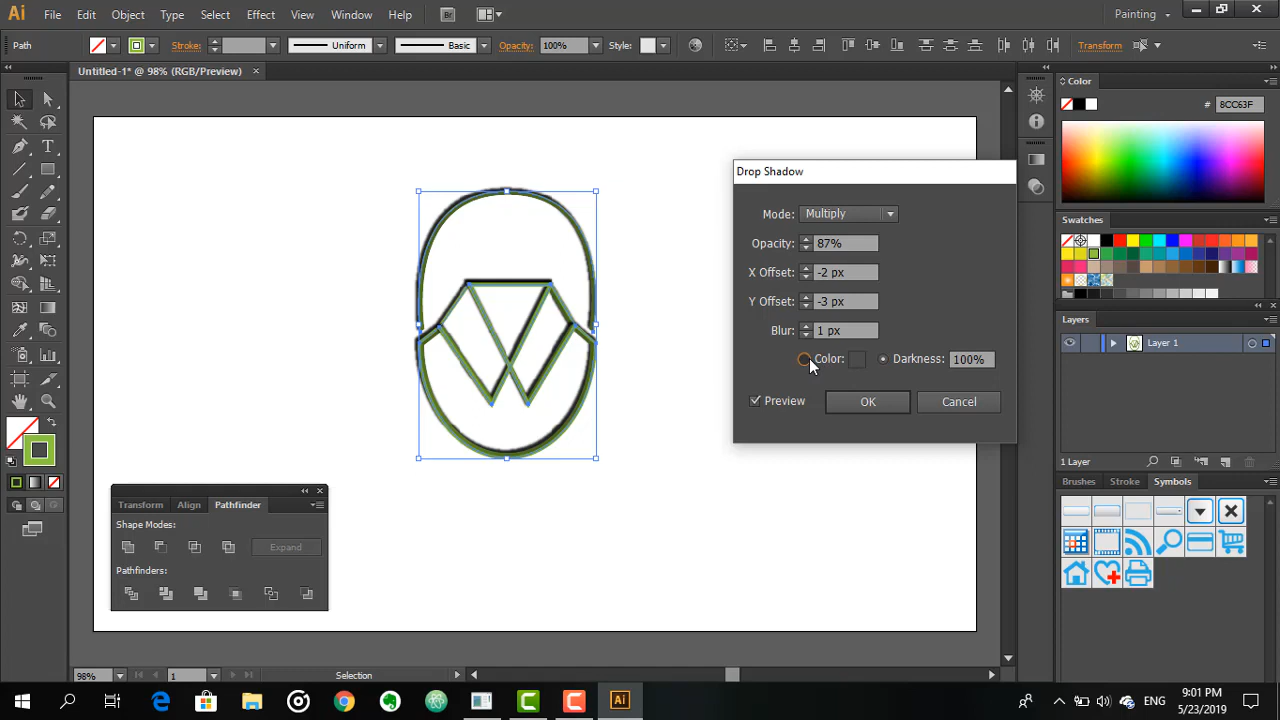 Ai File Edit Object Type Select Effect View Window Help Br Painting
Path Stroke: Uniform Basic Opacity: 100% Style: Transform
Untitled-1* @ 98% (RGB/Preview)
Color
# 8CC63F
Drop Shadow
Mode: Multiply
Opacity: 87%
X Offset: -2 px
Y Offset: -3 px
Blur: 1 px
Color: Darkness: 100%
Preview OK Cancel
Swatches
Layers
Layer 1
1 Layer
Brushes Stroke Symbols
Transform Align Pathfinder
Shape Modes:
Expand
Pathfinders:
98% 1 Selection
Ai ENG 9:01 PM
5/23/2019